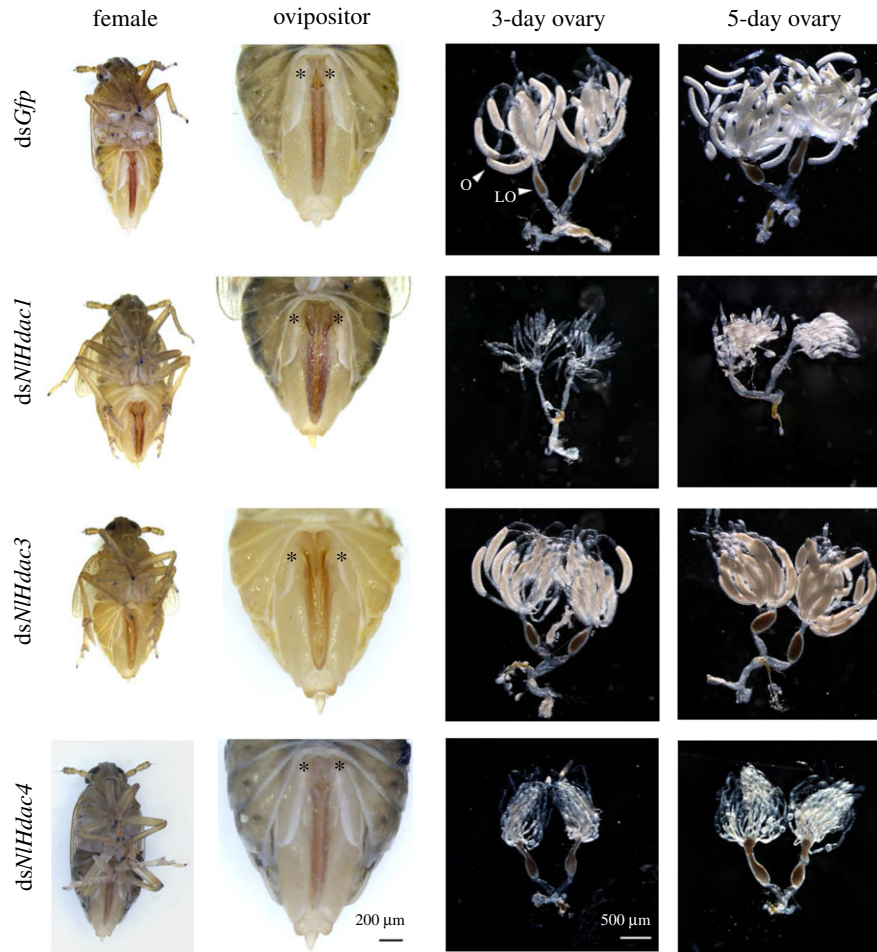 female ovipositor 3-day ovary 5-day ovary
dsGfp
* *
O
LO
dsNlHdac1
* *
dsNlHdac3
* *
dsNlHdac4
* *
200 µm
500 µm